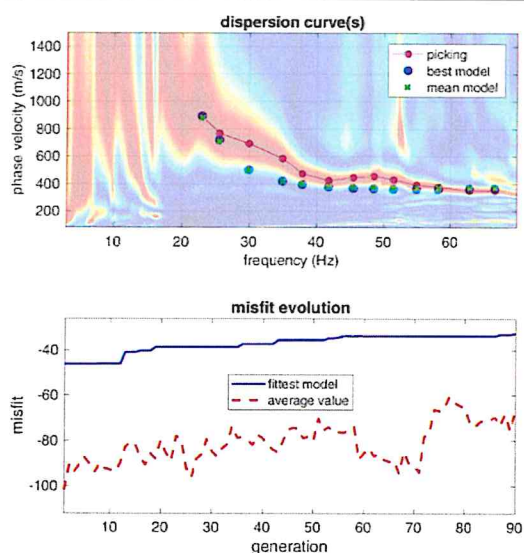 dispersion curve(s)
1400
1200
1000
800
600
400
200
phase velocity (m/s)
picking
best model
mean model
10 20 30 40 50 60
frequency (Hz)
misfit evolution
-40
-60
-80
-100
misfit
fittest model
average value
10 20 30 40 50 60 70 80 90
generation